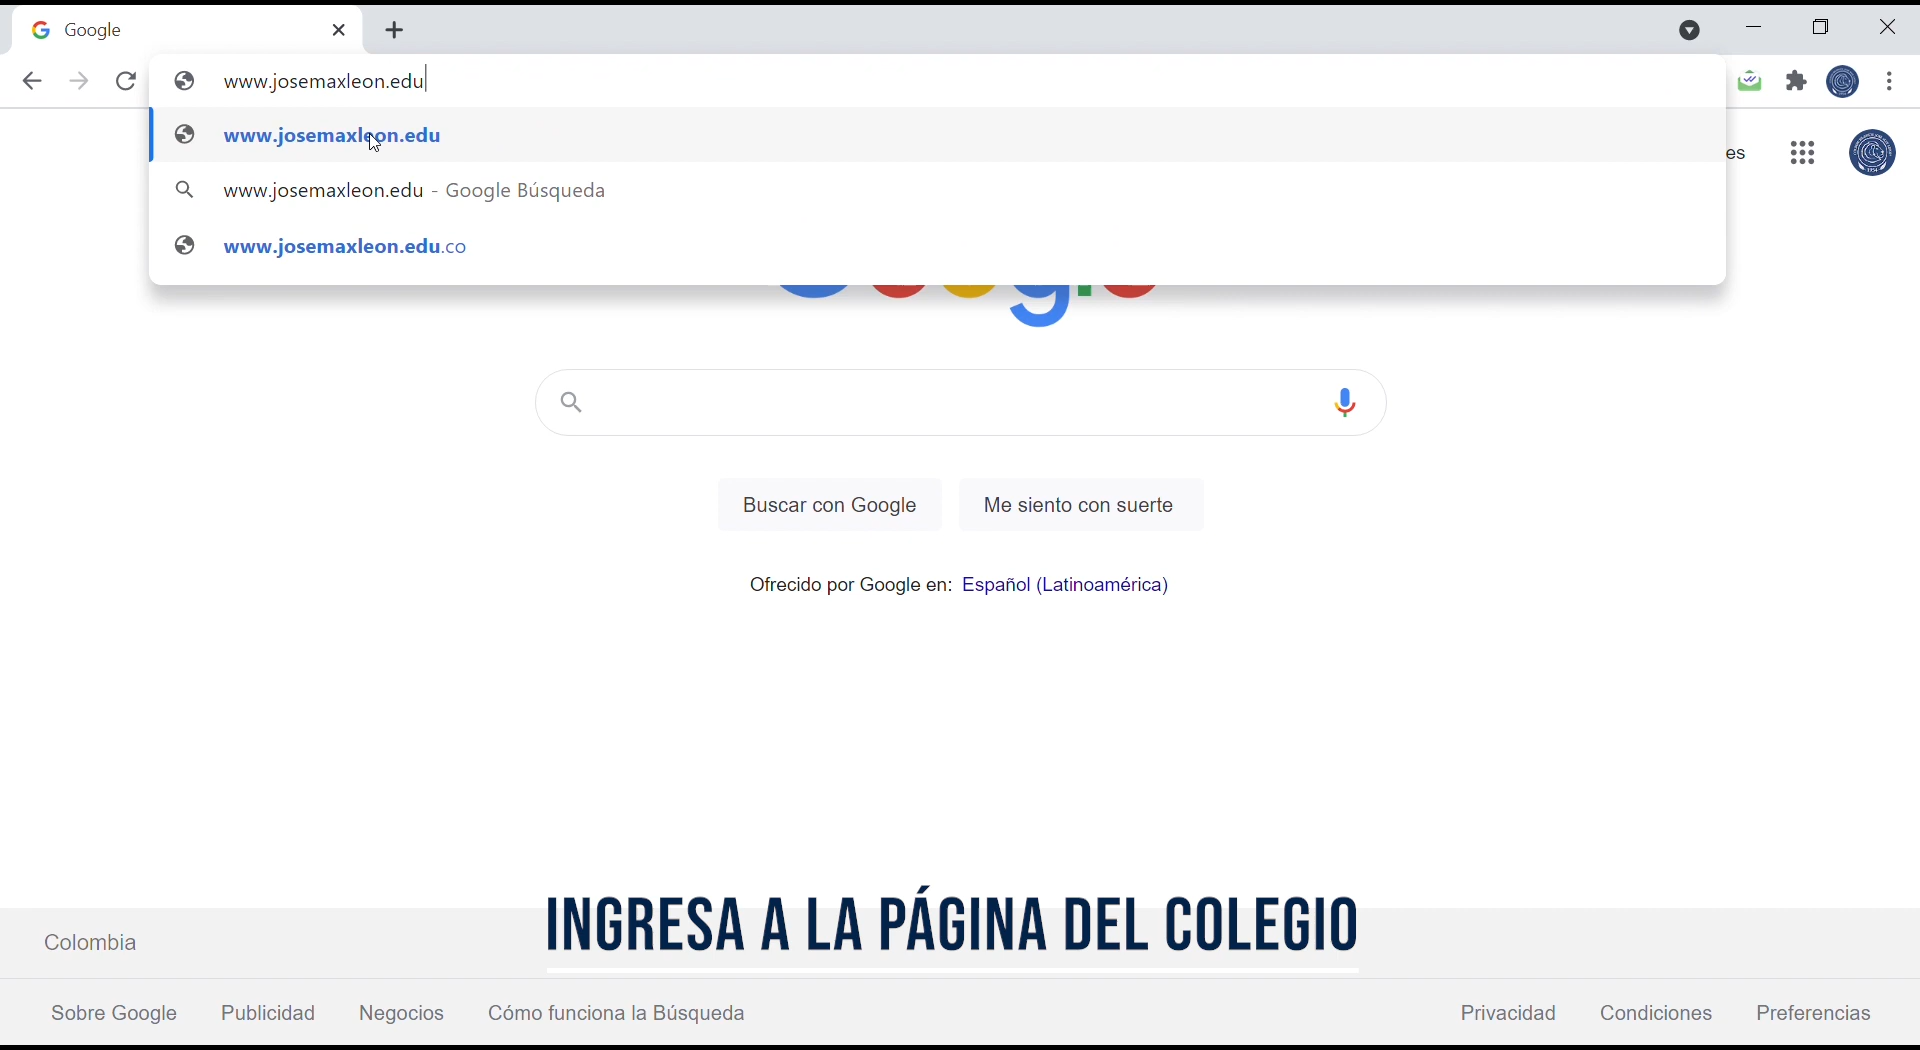 Google
www.josemaxleon.edu
www.josemaxleon.edu
es
www.josemaxleon.edu - Google Búsqueda
www.josemaxleon.edu.co
Buscar con Google
Me siento con suerte
Ofrecido por Google en: Español (Latinoamérica)
INGRESA A LA PÁGINA DEL COLEGIO
Colombia
Sobre Google
Publicidad
Negocios
Cómo funciona la Búsqueda
Privacidad
Condiciones
Preferencias